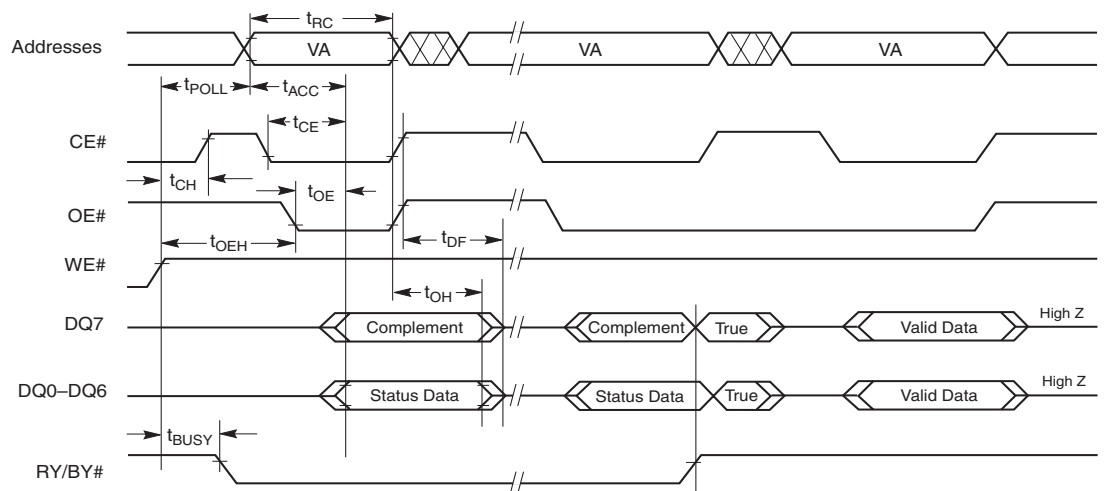 tRC
Addresses VA VA VA
tPOLL tACC
tCE
CE#
tCH
tOE
OE#
tOEH tDF
WE#
tOH
DQ7 Complement Complement True Valid Data High Z
DQ0–DQ6 Status Data Status Data True Valid Data High Z
tBUSY
RY/BY#